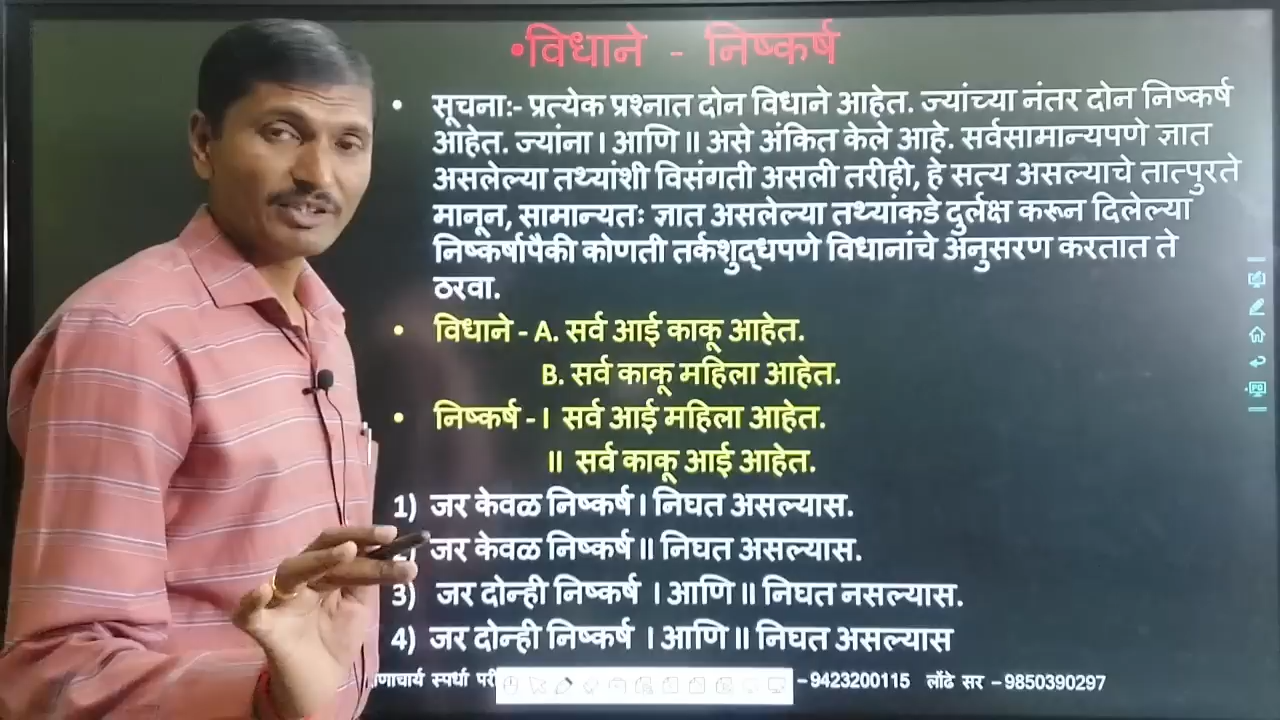 •विधाने - निष्कर्ष
• सूचनाः- प्रत्येक प्रश्नात दोन विधाने आहेत. ज्यांच्या नंतर दोन निष्कर्ष
आहेत. ज्यांना I आणि II असे अंकित केले आहे. सर्वसामान्यपणे ज्ञात
असलेल्या तथ्यांशी विसंगती असली तरीही, हे सत्य असल्याचे तात्पुरते
मानून, सामान्यतः ज्ञात असलेल्या तथ्यांकडे दुर्लक्ष करून दिलेल्या
निष्कर्षापैकी कोणती तर्कशुद्धपणे विधानांचे अनुसरण करतात ते
ठरवा.
• विधाने - A. सर्व आई काकू आहेत.
B. सर्व काकू महिला आहेत.
• निष्कर्ष - I सर्व आई महिला आहेत.
II सर्व काकू आई आहेत.
1) जर केवळ निष्कर्ष I निघत असल्यास.
2) जर केवळ निष्कर्ष II निघत असल्यास.
3) जर दोन्ही निष्कर्ष I आणि II निघत नसल्यास.
4) जर दोन्ही निष्कर्ष I आणि II निघत असल्यास
स्पर्धा –9423200115 लोंढे सर –9850390297